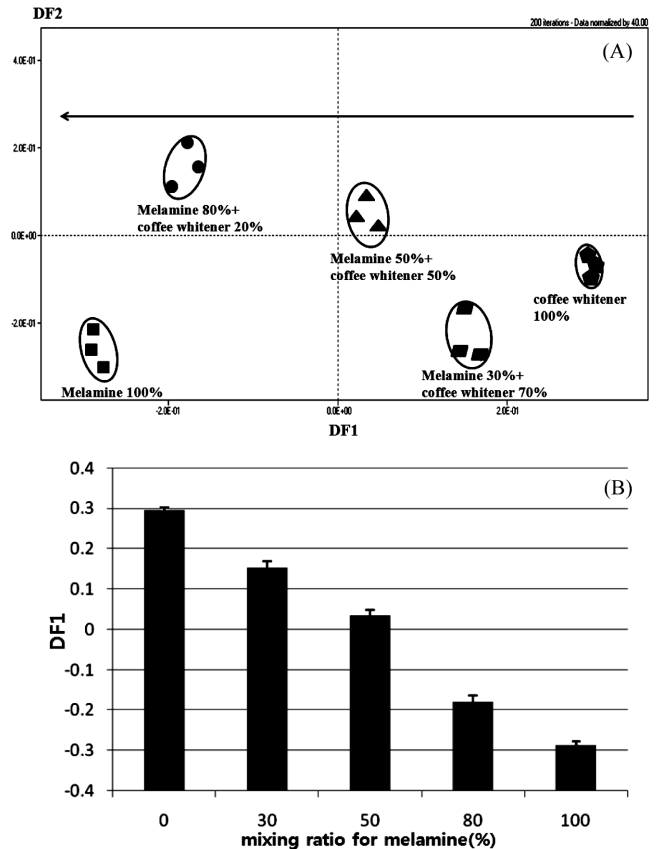 DF2
200 iterations - Data normalized by 40.00
(A)
4.0E-01
2.0E-01
Melamine 80%+
coffee whitener 20%
0.0E+00
Melamine 50%+
coffee whitener 50%
coffee whitener
100%
-2.0E-01
Melamine 100%
Melamine 30%+
coffee whitener 70%
-2.0E-01 0.0E+00 2.0E-01
DF1
(B)
0.4
0.3
0.2
0.1
0
-0.1
-0.2
-0.3
-0.4
DF1
0 30 50 80 100
mixing ratio for melamine(%)